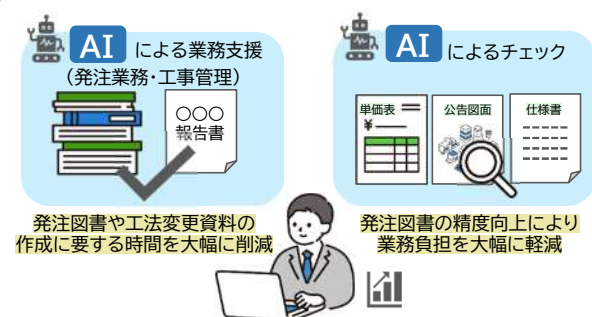 AI による業務支援
(発注業務・工事管理)
〇〇〇
報告書
発注図書や工法変更資料の
作成に要する時間を大幅に削減
AI によるチェック
単価表
¥
公告図面
仕様書
発注図書の精度向上により
業務負担を大幅に軽減